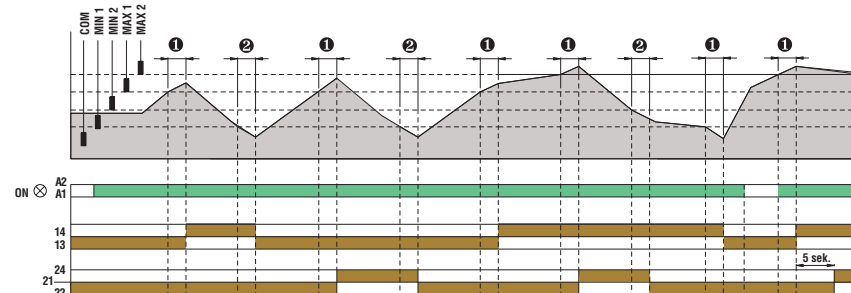 COM
MIN 1
MIN 2
MAX 1
MAX 2
❶ ❷ ❶ ❷ ❶ ❶ ❷ ❶ ❶
A2
ON A1
14
13
24
21
22
5 sek.